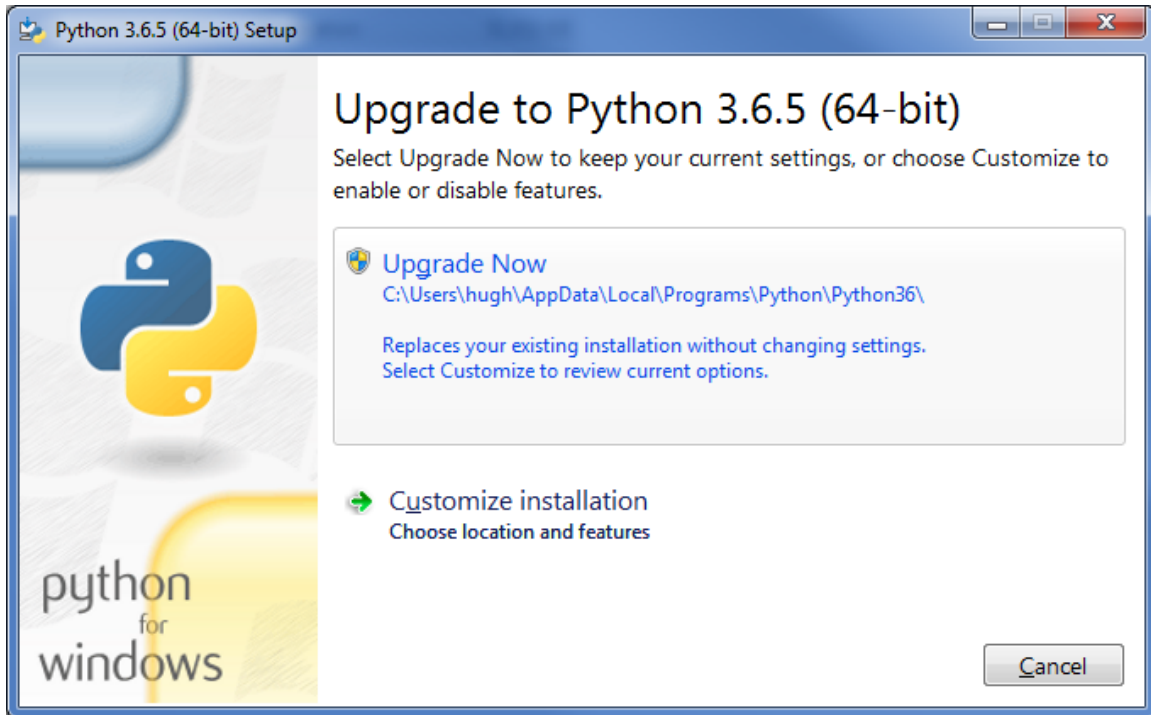 Python 3.6.5 (64-bit) Setup
Upgrade to Python 3.6.5 (64-bit)
Select Upgrade Now to keep your current settings, or choose Customize to
enable or disable features.
Upgrade Now
C:\Users\hugh\AppData\Local\Programs\Python\Python36\
Replaces your existing installation without changing settings.
Select Customize to review current options.
Customize installation
Choose location and features
python
for
windows
Cancel